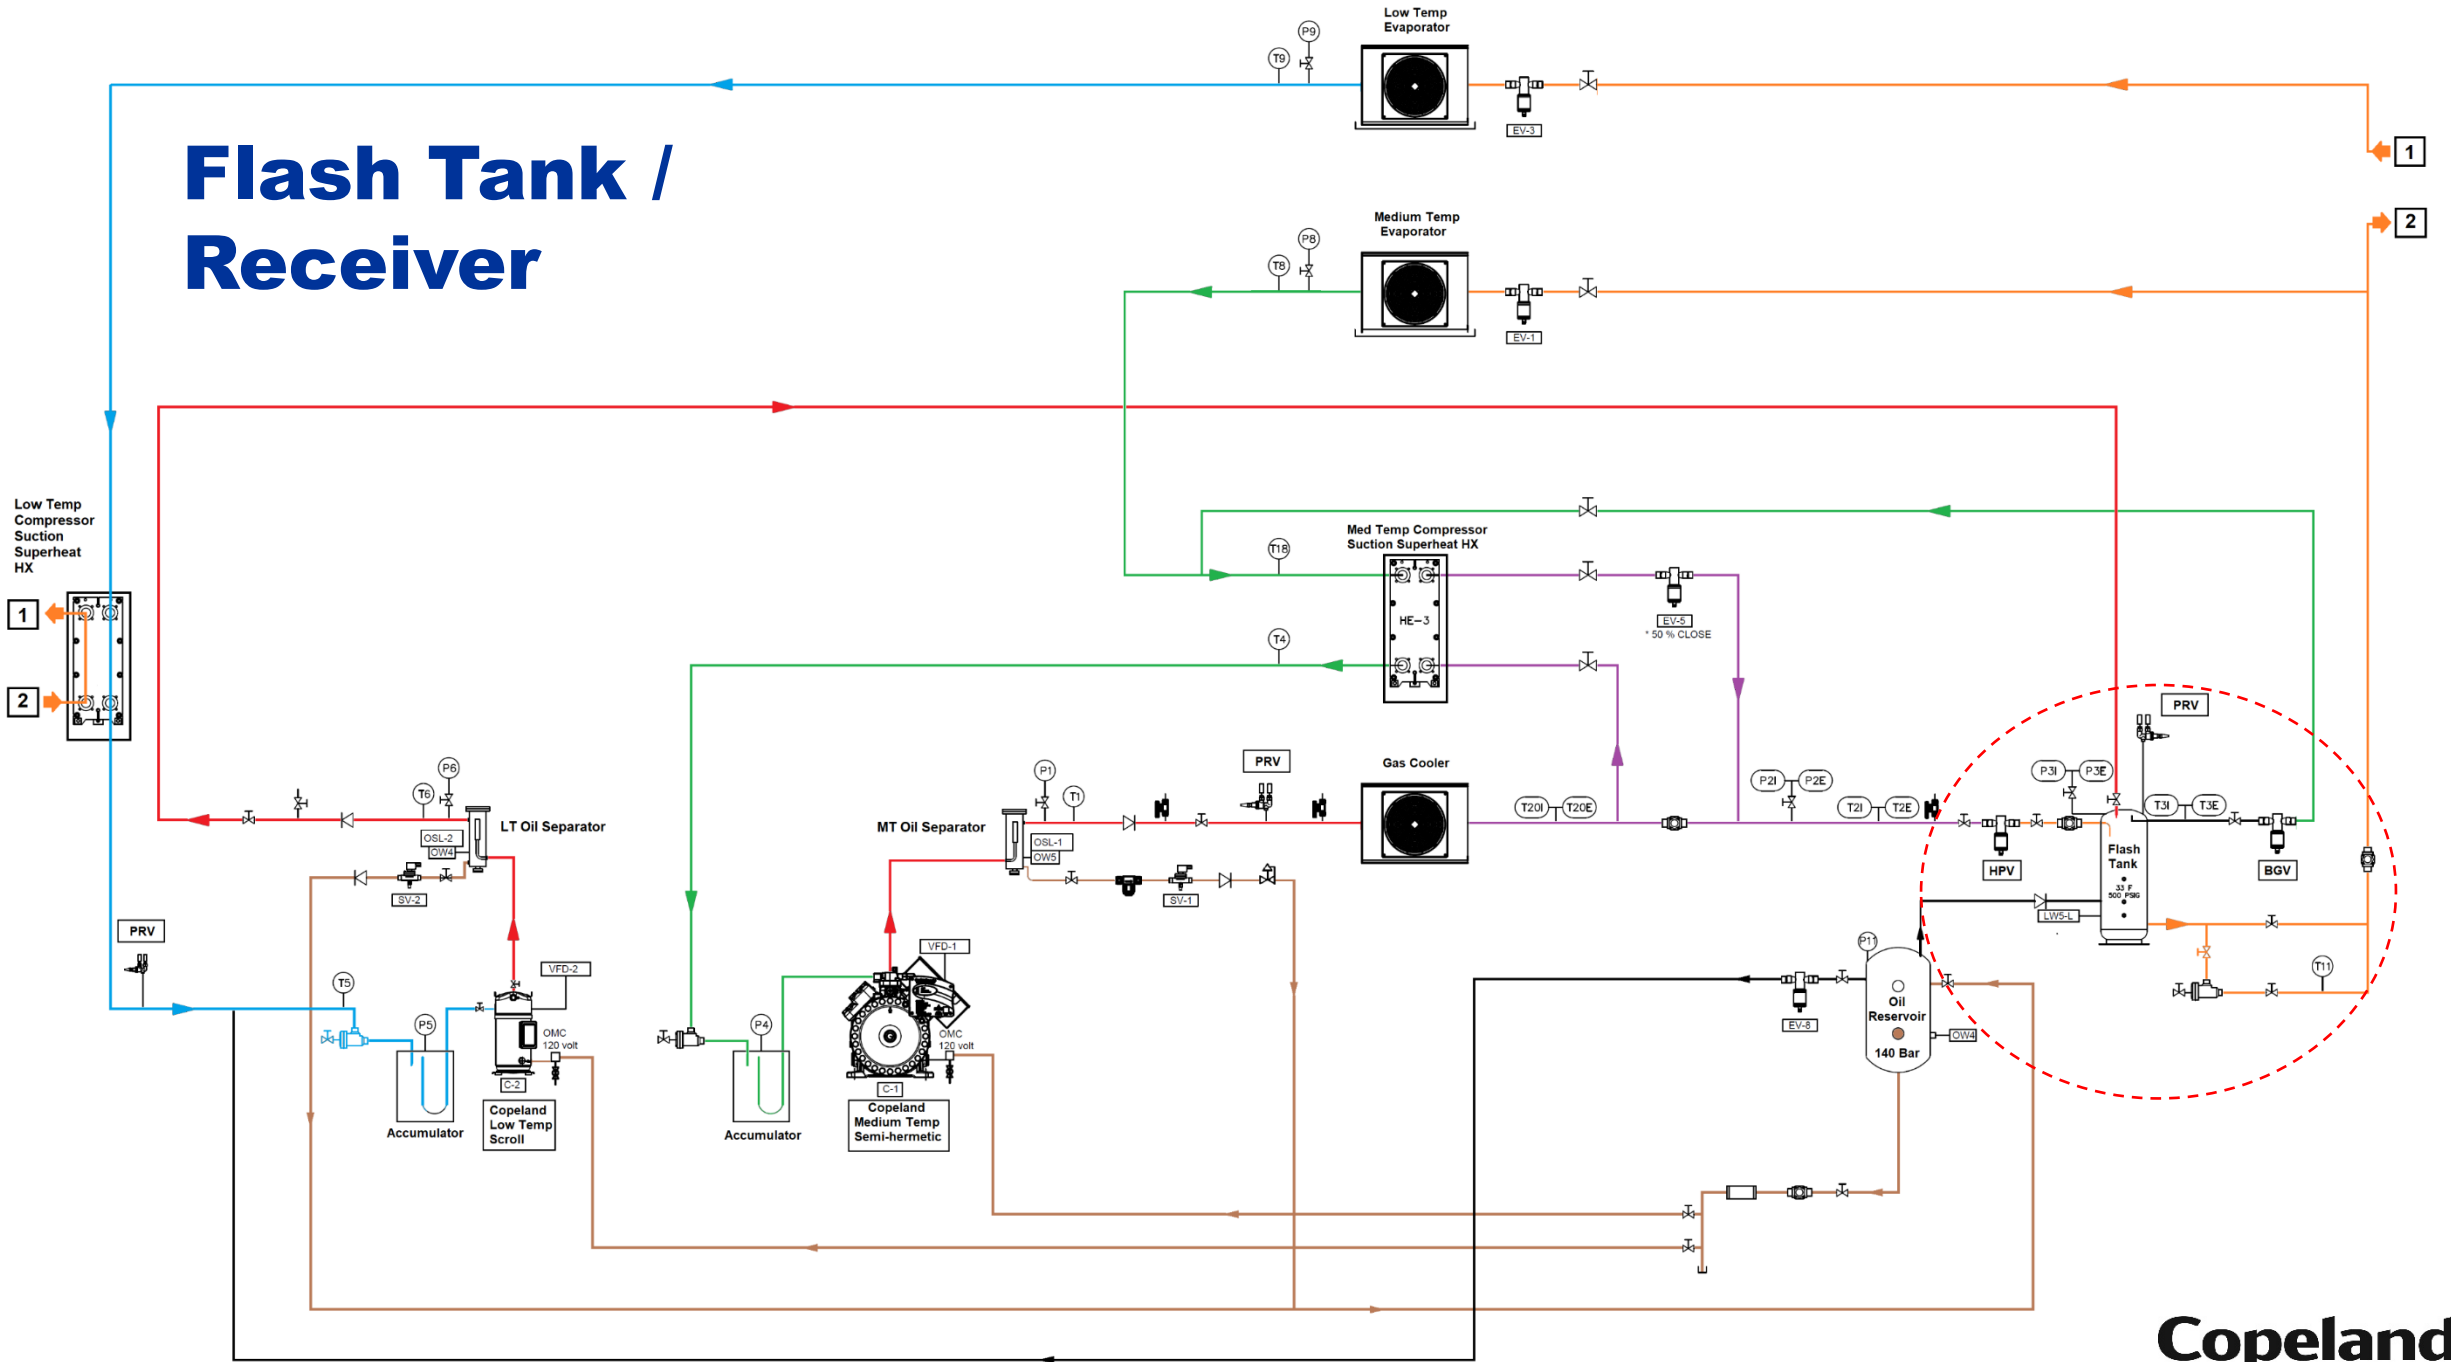 Low Temp
Evaporator
P9
T9
EV-3
1
Flash Tank /
Receiver
2
Medium Temp
Evaporator
P8
T8
EV-1
Low Temp
Compressor
Suction
Superheat
HX
1
2
Med Temp Compressor
Suction Superheat HX
T18
HE-3
EV-5
* 50 % CLOSE
T4
PRV
P6
T6
LT Oil Separator
OSL-2
OW4
SV-2
P1
T1
MT Oil Separator
OSL-1
OW5
SV-1
PRV
Gas Cooler
T20I
T20E
P2I
P2E
T2I
T2E
P3I
P3E
T3I
T3E
HPV
BGV
Flash
Tank
33 F
500 PSIG
LW5-L
T11
PRV
T5
P5
VFD-2
OMC
120 volt
C-2
Copeland
Low Temp
Scroll
Accumulator
P4
VFD-1
OMC
120 volt
C-1
Copeland
Medium Temp
Semi-hermetic
Accumulator
P11
EV-8
Oil
Reservoir
140 Bar
OW4
Copeland